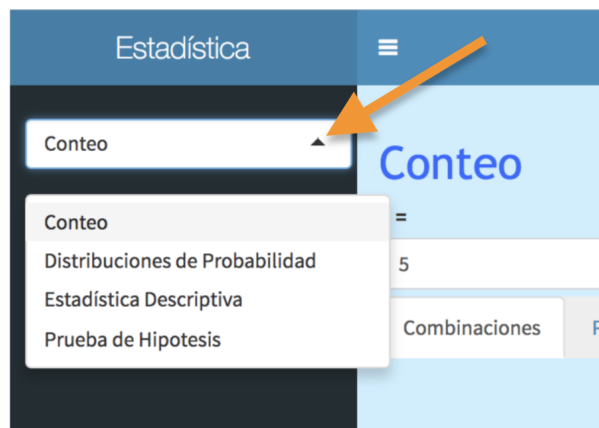 Estadística
Conteo
Conteo
Conteo
Distribuciones de Probabilidad
Estadística Descriptiva
Prueba de Hipotesis
=
5
Combinaciones